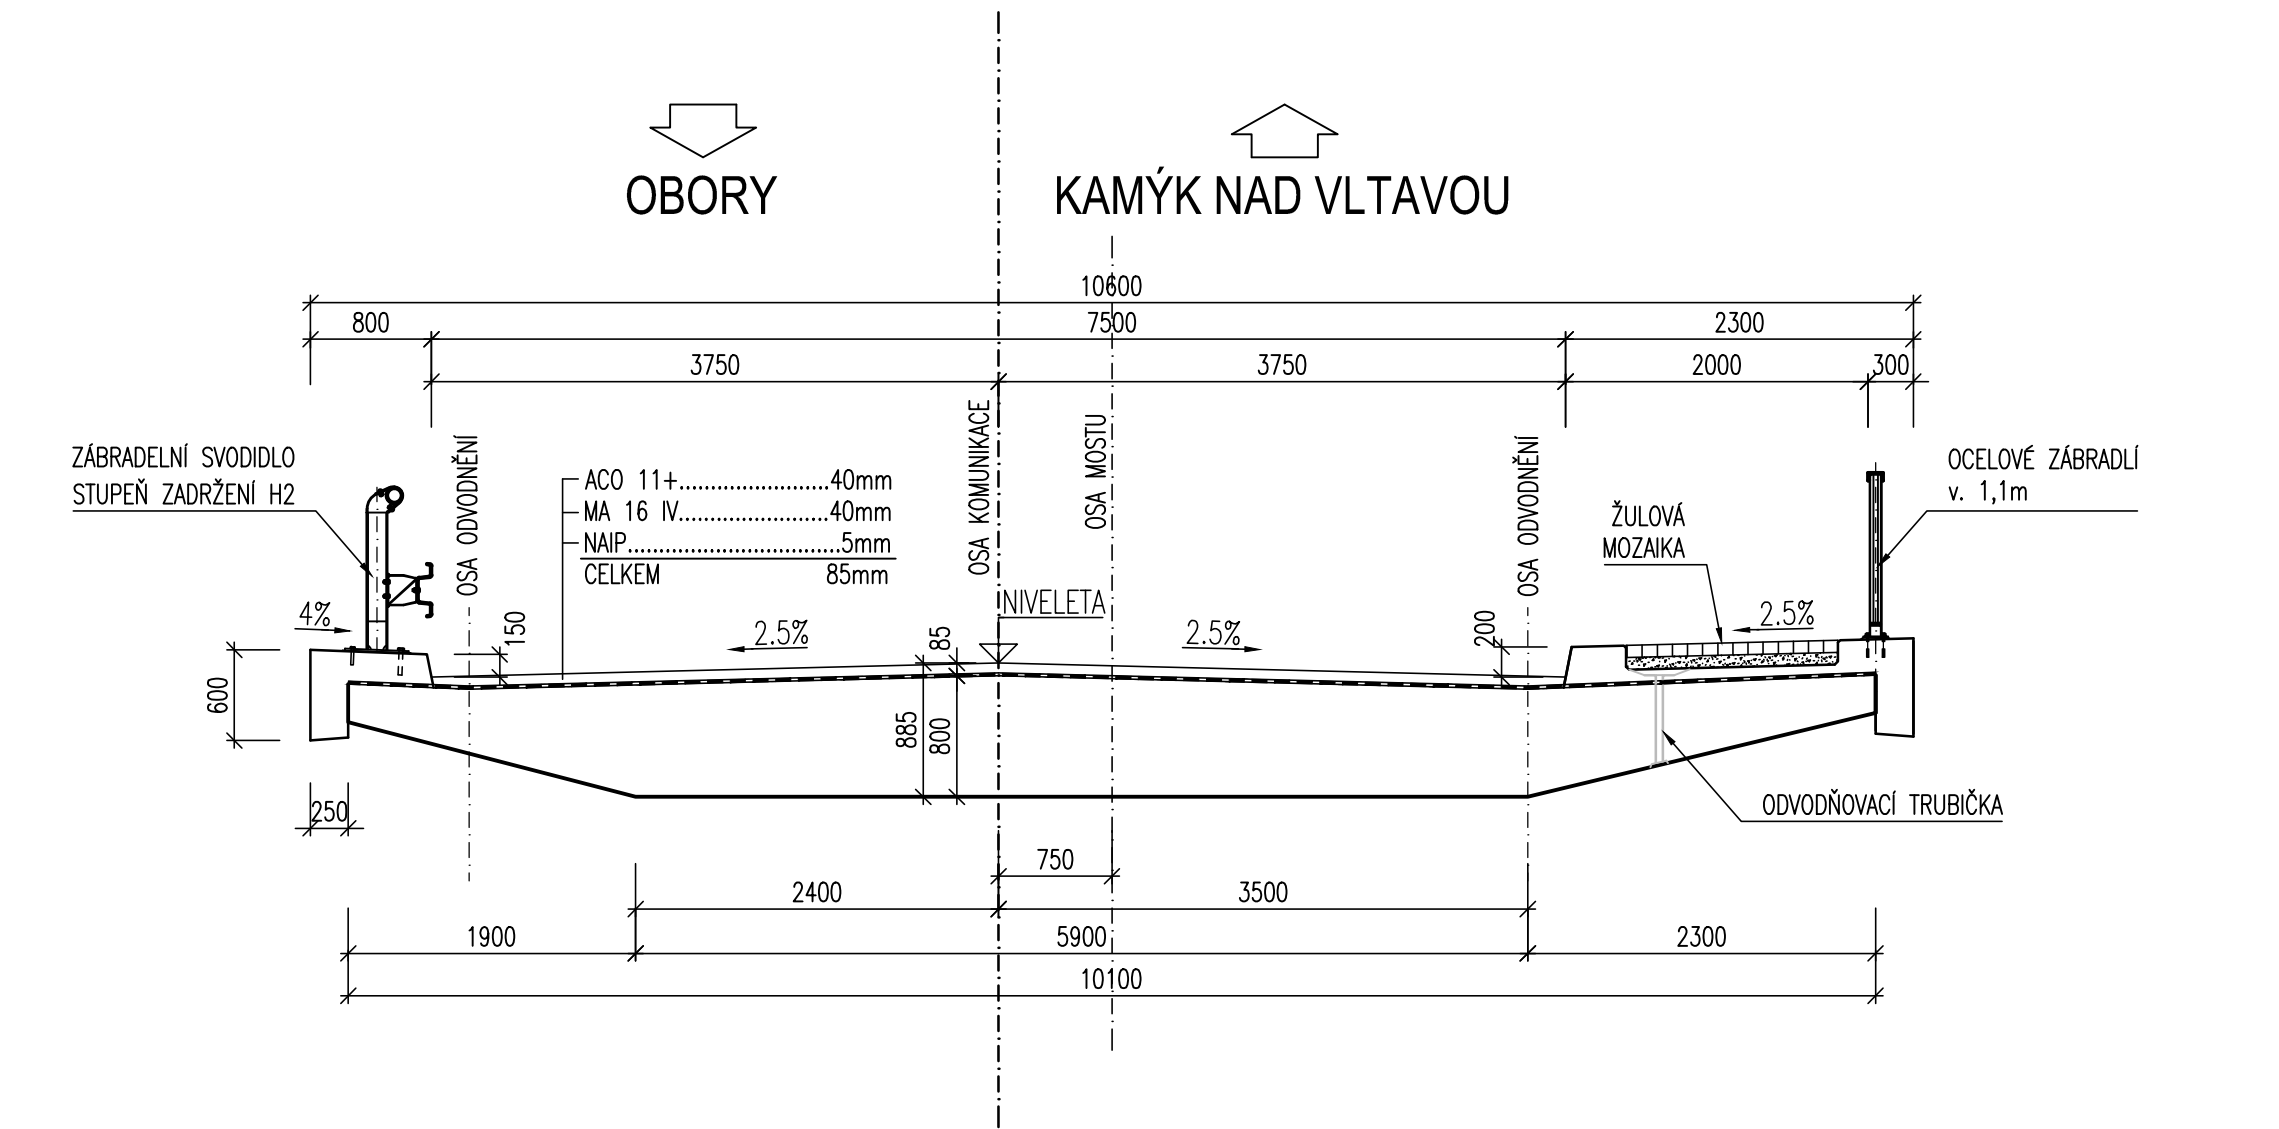 OBORY
KAMÝK NAD VLTAVOU
10600
800
7500
2300
3750
3750
2000
300
ZÁBRADELNÍ SVODIDLO
STUPEŇ ZADRŽENÍ H2
OSA ODVODNĚNÍ
ACO 11+.......................40mm
MA 16 IV.......................40mm
NAIP.................................5mm
CELKEM 85mm
OSA KOMUNIKACE
OSA MOSTU
OSA ODVODNĚNÍ
ŽULOVÁ
MOZAIKA
OCELOVÉ ZÁBRADLÍ
v. 1,1m
NIVELETA
4%
150
2.5%
85
2.5%
200
2.5%
600
885
800
250
ODVODŇOVACÍ TRUBIČKA
750
2400
3500
1900
5900
2300
10100